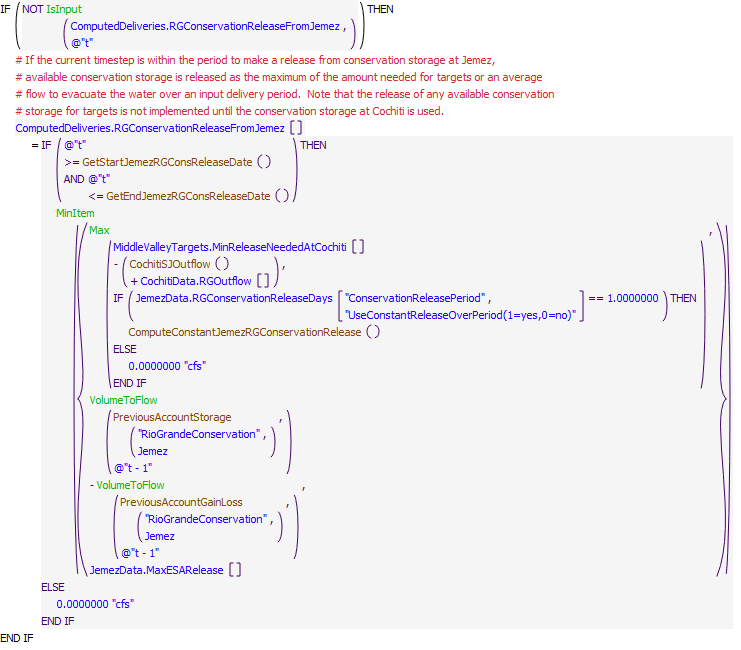 IF ( NOT IsInput ) THEN
( ComputedDeliveries.RGConservationReleaseFromJemez ,
@"t" )
# If the current timestep is within the period to make a release from conservation storage at Jemez,
# available conservation storage is released as the maximum of the amount needed for targets or an average
# flow to evacuate the water over an input delivery period.  Note that the release of any available conservation
# storage for targets is not implemented until the conservation storage at Cochiti is used.
ComputedDeliveries.RGConservationReleaseFromJemez []
= IF ( @"t" ) THEN
>= GetStartJemezRGConsReleaseDate ()
AND @"t"
<= GetEndJemezRGConsReleaseDate ()
MinItem
{ ( Max ,
MiddleValleyTargets.MinReleaseNeededAtCochiti []
- ( CochitiSJOutflow () ) ,
+ CochitiData.RGOutflow []
IF ( JemezData.RGConservationReleaseDays [ "ConservationReleasePeriod" , ] == 1.0000000 ) THEN
"UseConstantReleaseOverPeriod(1=yes,0=no)"
ComputeConstantJemezRGConservationRelease ()
ELSE
0.0000000 "cfs"
END IF
VolumeToFlow
( PreviousAccountStorage , )
( "RioGrandeConservation" , )
Jemez
@"t - 1"
- VolumeToFlow ,
( PreviousAccountGainLoss , )
( "RioGrandeConservation" , )
Jemez
@"t - 1"
JemezData.MaxESARelease [] ) }
ELSE
0.0000000 "cfs"
END IF
END IF